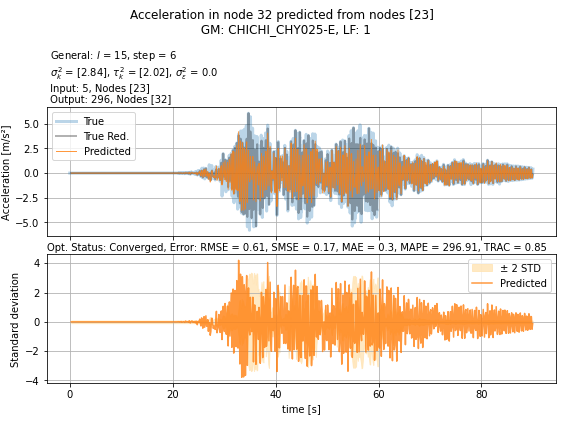 Acceleration in node 32 predicted from nodes [23]
GM: CHICHI_CHY025-E, LF: 1
General: l = 15, step = 6
σ²ₖ = [2.84], τ²ₖ = [2.02], σ²ε = 0.0
Input: 5, Nodes [23]
Output: 296, Nodes [32]
Acceleration [m/s²]
5.0
2.5
0.0
−2.5
−5.0
True
True Red.
Predicted
Opt. Status: Converged, Error: RMSE = 0.61, SMSE = 0.17, MAE = 0.3, MAPE = 296.91, TRAC = 0.85
Standard deviation
4
2
0
−2
−4
± 2 STD
Predicted
0 20 40 60 80
time [s]